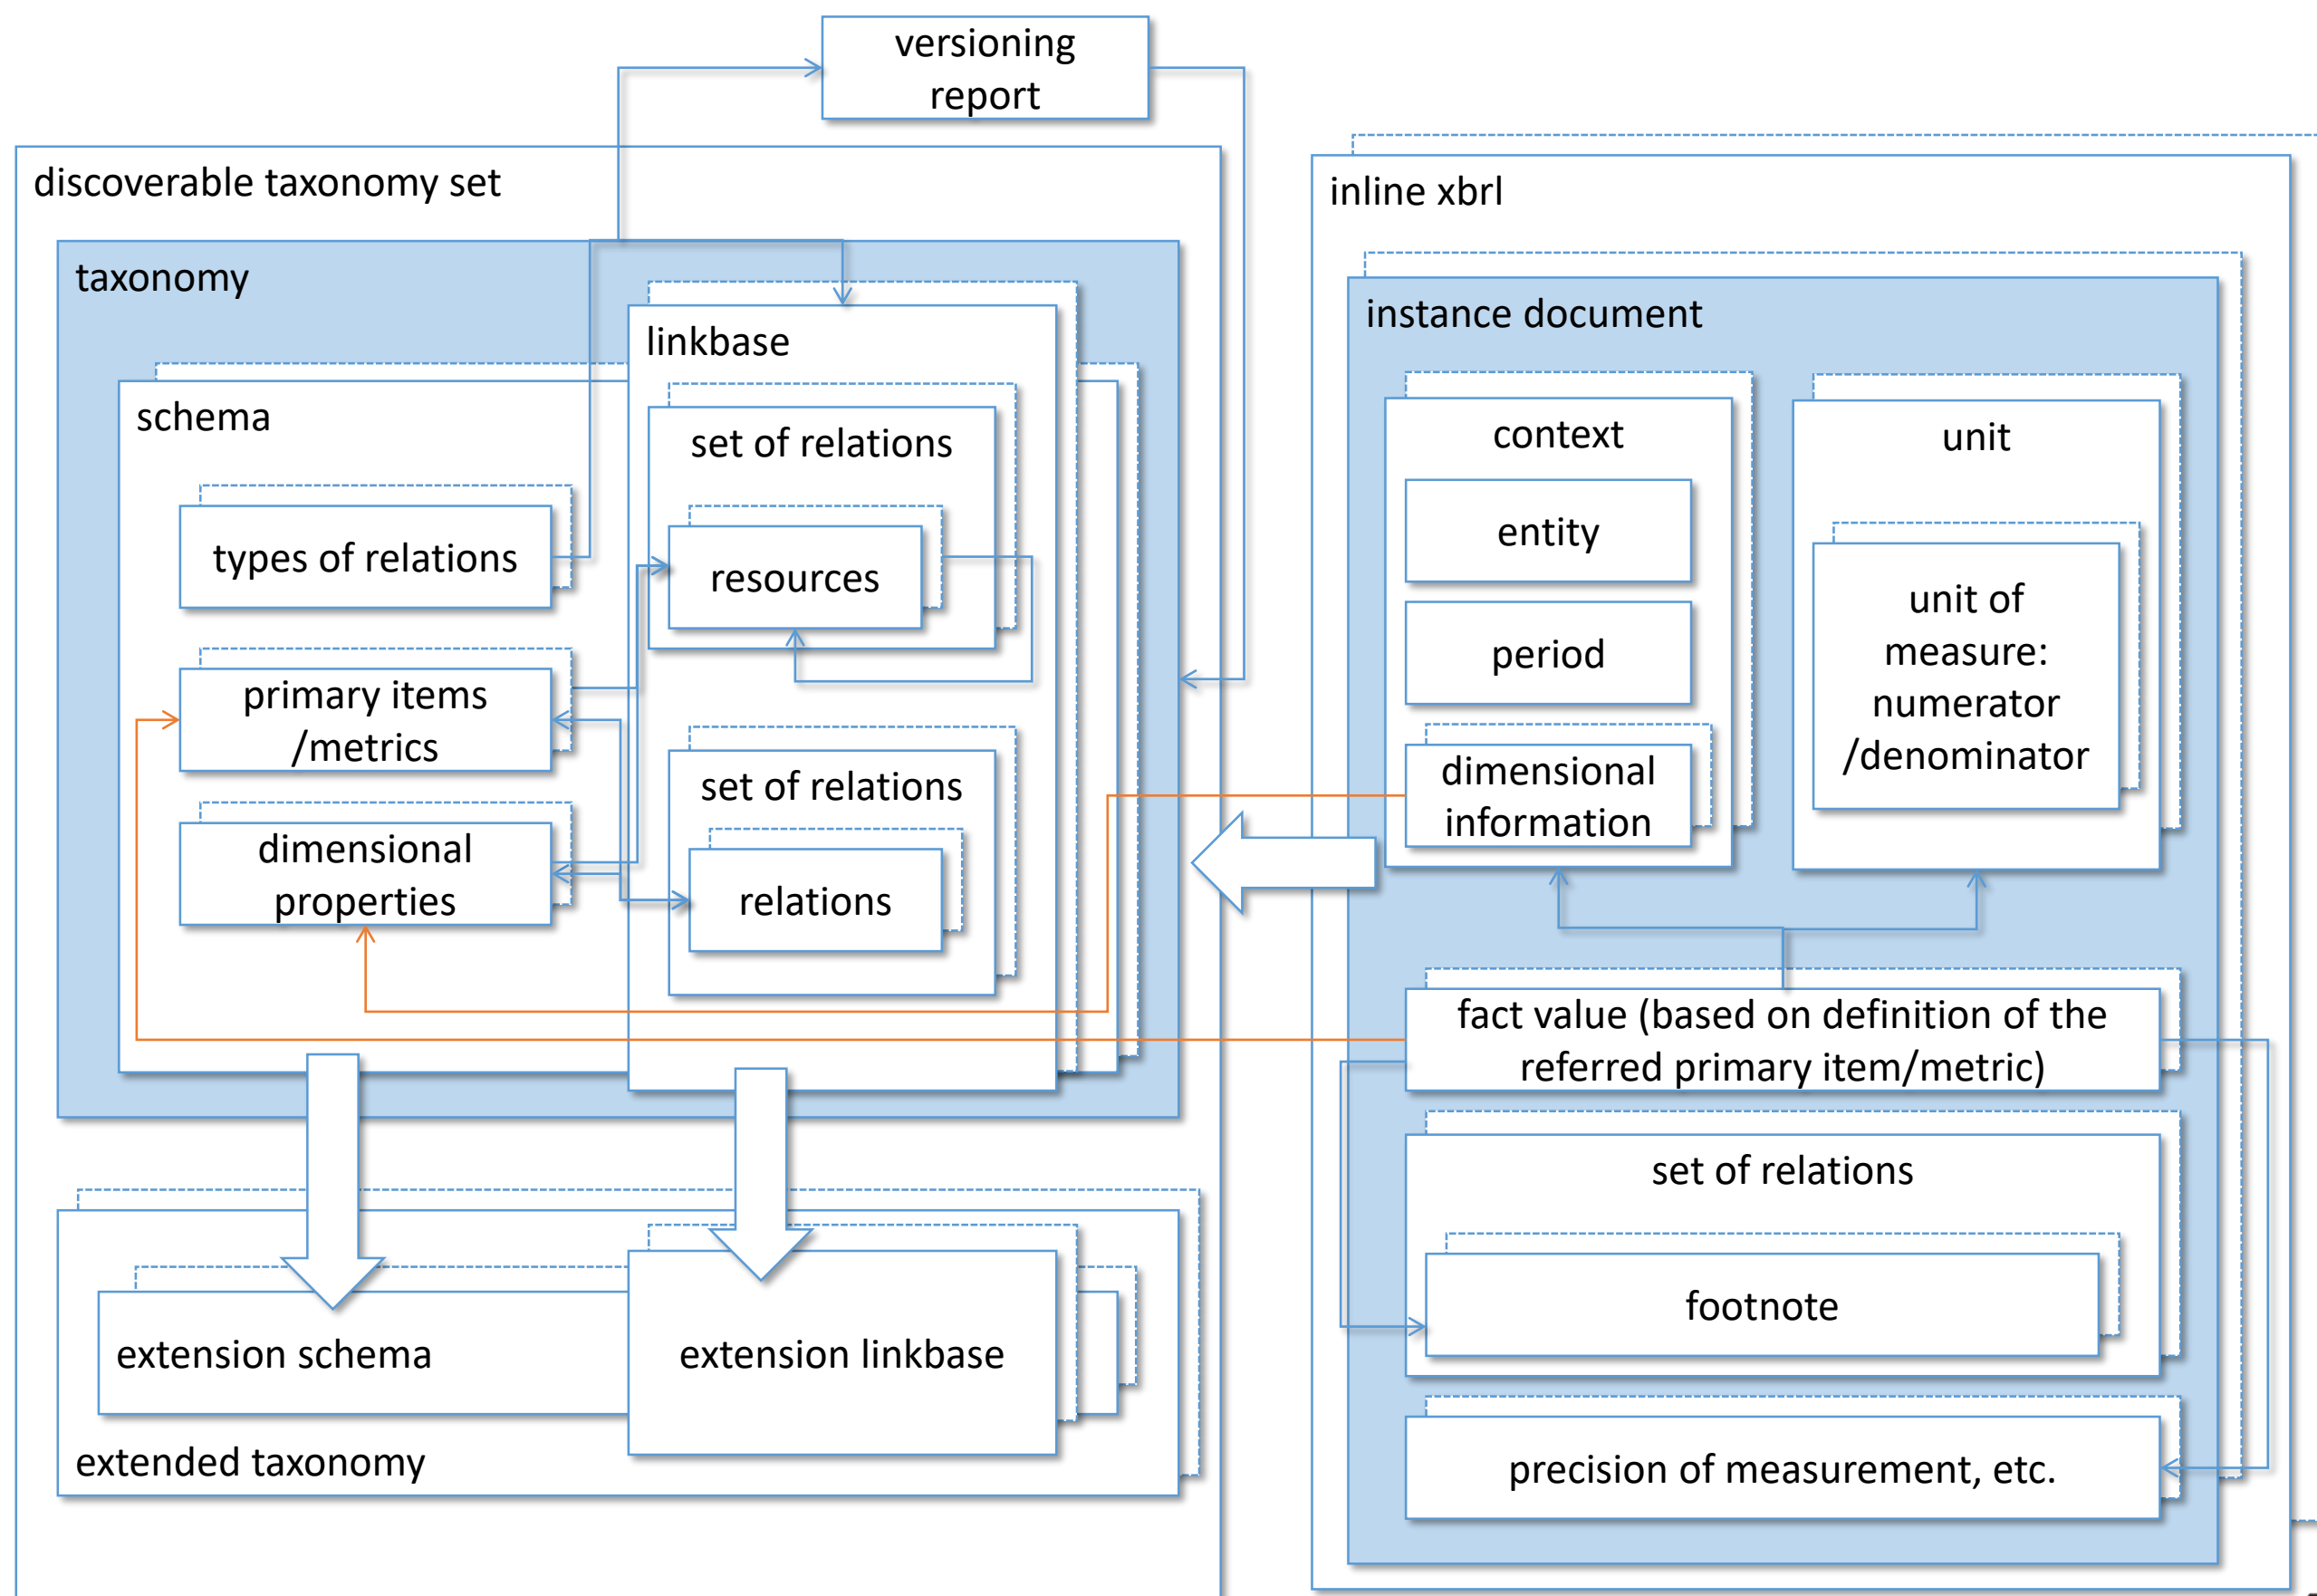 versioning
report
discoverable taxonomy set
taxonomy
linkbase
schema
set of relations
types of relations
resources
primary items
/metrics
set of relations
dimensional
properties
relations
extension schema
extension linkbase
extended taxonomy
inline xbrl
instance document
context
unit
entity
period
unit of
measure:
numerator
/denominator
dimensional
information
fact value (based on definition of the
referred primary item/metric)
set of relations
footnote
precision of measurement, etc.